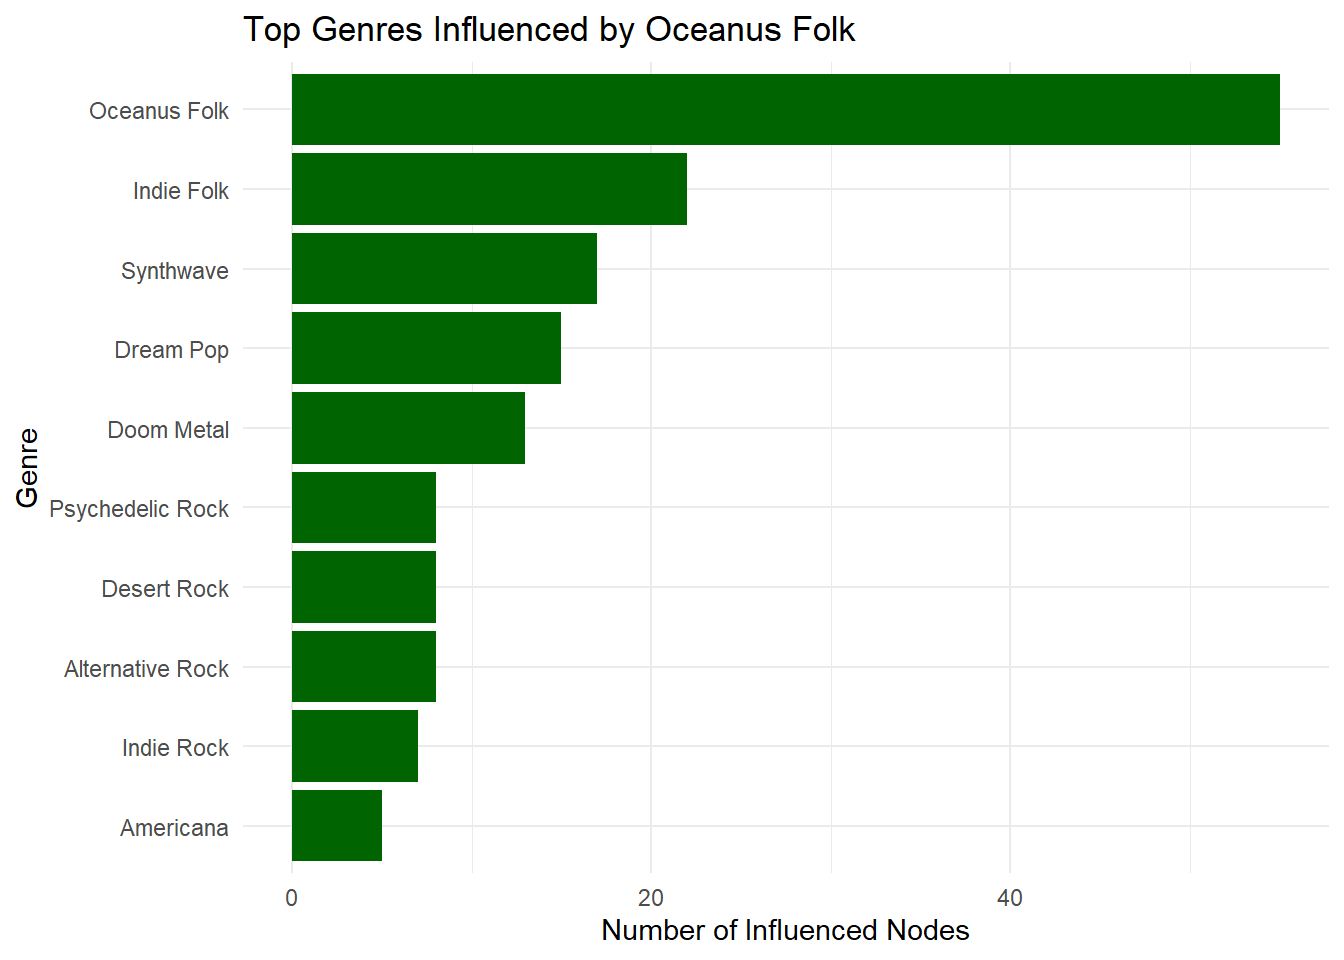 Top Genres Influenced by Oceanus Folk
Genre
Oceanus Folk
Indie Folk
Synthwave
Dream Pop
Doom Metal
Psychedelic Rock
Desert Rock
Alternative Rock
Indie Rock
Americana
0 20 40
Number of Influenced Nodes